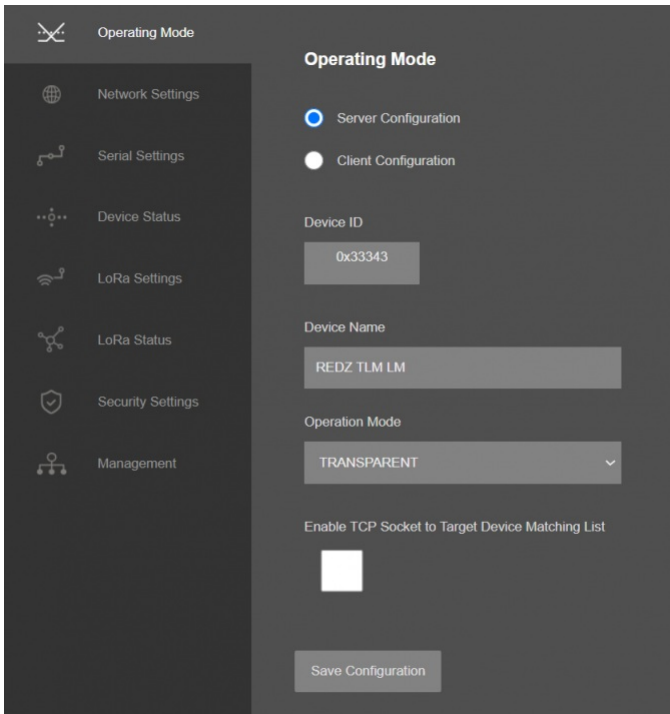 Operating Mode
Network Settings
Serial Settings
Device Status
LoRa Settings
LoRa Status
Security Settings
Management
Operating Mode
Server Configuration
Client Configuration
Device ID
0x33343
Device Name
REDZ TLM LM
Operation Mode
TRANSPARENT
Enable TCP Socket to Target Device Matching List
Save Configuration